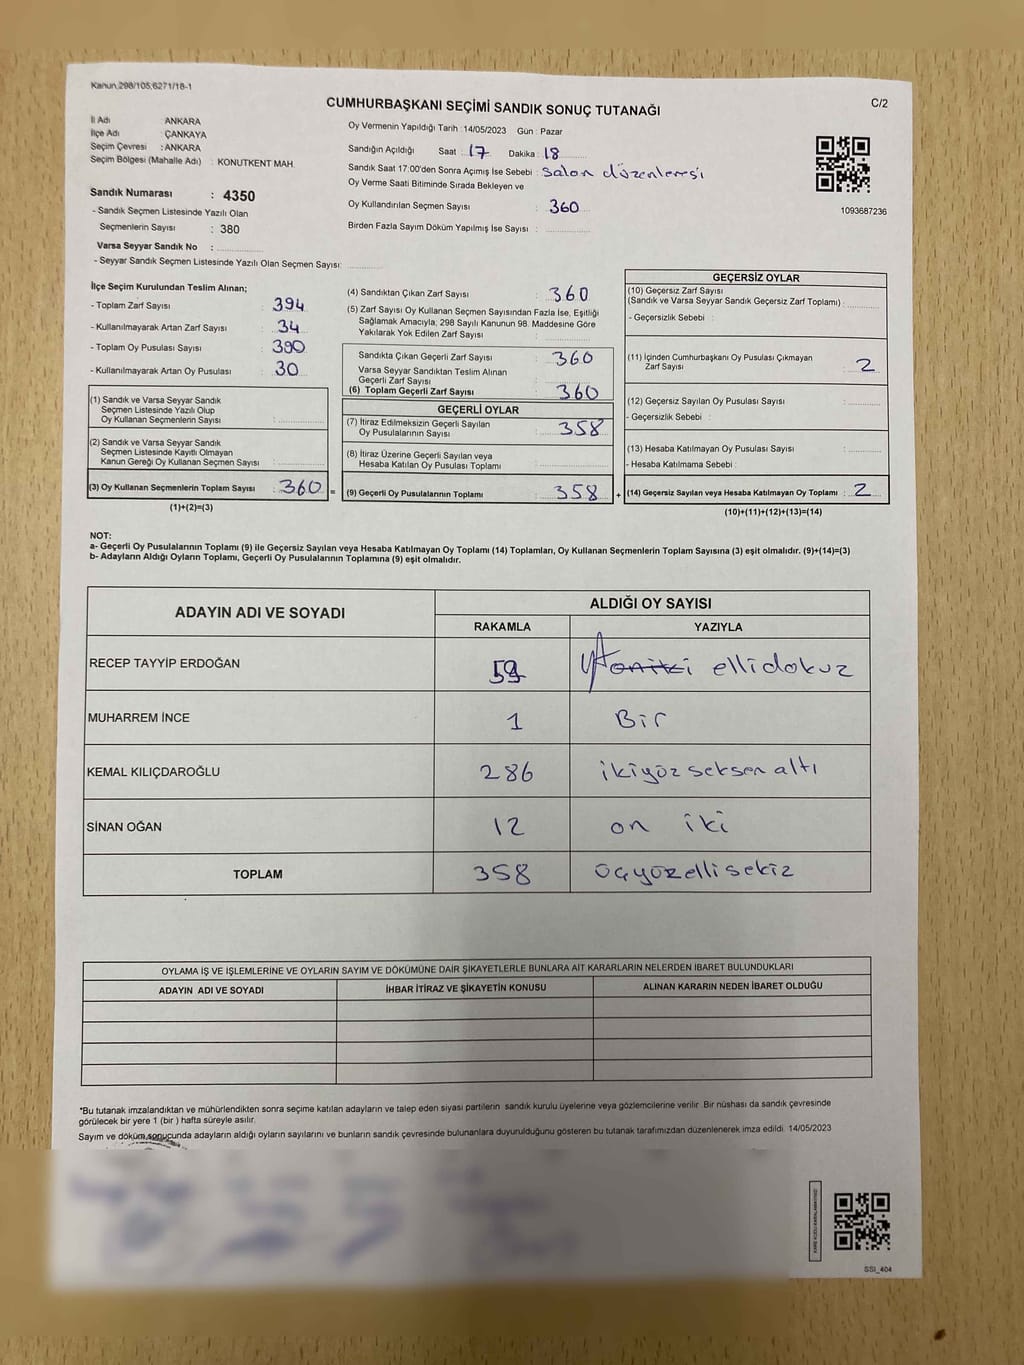 Kanun.298/105;6271/18-1
CUMHURBAŞKANI SEÇİMİ SANDIK SONUÇ TUTANAĞI
C/2
İl Adı : ANKARA
İlçe Adı : ÇANKAYA
Seçim Çevresi : ANKARA
Seçim Bölgesi (Mahalle Adı) : KONUTKENT MAH.
Sandık Numarası : 4350
- Sandık Seçmen Listesinde Yazılı Olan
Seçmenlerin Sayısı : 380
Varsa Seyyar Sandık No :
- Seyyar Sandık Seçmen Listesinde Yazılı Olan Seçmen Sayısı:
Oy Vermenin Yapıldığı Tarih : 14/05/2023 Gün : Pazar
Sandığın Açıldığı Saat : 17 Dakika : 18
Sandık Saat 17:00'den Sonra Açımış İse Sebebi : Salon düzenlemesi
Oy Verme Saati Bitiminde Sırada Bekleyen ve
Oy Kullandırılan Seçmen Sayısı : 360
Birden Fazla Sayım Döküm Yapılmış İse Sayısı :
1093687236
İlçe Seçim Kurulundan Teslim Alınan;
- Toplam Zarf Sayısı : 394
- Kullanılmayarak Artan Zarf Sayısı : 34
- Toplam Oy Pusulası Sayısı : 390
- Kullanılmayarak Artan Oy Pusulası : 30
(1) Sandık ve Varsa Seyyar Sandık
Seçmen Listesinde Yazılı Olup
Oy Kullanan Seçmenlerin Sayısı :
(2) Sandık ve Varsa Seyyar Sandık
Seçmen Listesinde Kayıtlı Olmayan
Kanun Gereği Oy Kullanan Seçmen Sayısı :
(3) Oy Kullanan Seçmenlerin Toplam Sayısı : 360 =
(1)+(2)=(3)
(4) Sandıktan Çıkan Zarf Sayısı : 360
(5) Zarf Sayısı Oy Kullanan Seçmen Sayısından Fazla İse, Eşitliği
Sağlamak Amacıyla, 298 Sayılı Kanunun 98. Maddesine Göre
Yakılarak Yok Edilen Zarf Sayısı :
Sandıkta Çıkan Geçerli Zarf Sayısı : 360
Varsa Seyyar Sandıktan Teslim Alınan
Geçerli Zarf Sayısı :
(6) Toplam Geçerli Zarf Sayısı : 360
GEÇERLİ OYLAR
(7) İtiraz Edilmeksizin Geçerli Sayılan
Oy Pusulalarının Sayısı : 358
(8) İtiraz Üzerine Geçerli Sayılan veya
Hesaba Katılan Oy Pusulası Toplamı :
(9) Geçerli Oy Pusulalarının Toplamı : 358 +
GEÇERSİZ OYLAR
(10) Geçersiz Zarf Sayısı
(Sandık ve Varsa Seyyar Sandık Geçersiz Zarf Toplamı) :
- Geçersizlik Sebebi :
(11) İçinden Cumhurbaşkanı Oy Pusulası Çıkmayan
Zarf Sayısı : 2
(12) Geçersiz Sayılan Oy Pusulası Sayısı :
- Geçersizlik Sebebi :
(13) Hesaba Katılmayan Oy Pusulası Sayısı :
- Hesaba Katılmama Sebebi :
(14) Geçersiz Sayılan veya Hesaba Katılmayan Oy Toplamı : 2
(10)+(11)+(12)+(13)=(14)
NOT:
a- Geçerli Oy Pusulalarının Toplamı (9) ile Geçersiz Sayılan veya Hesaba Katılmayan Oy Toplamı (14) Toplamları, Oy Kullanan Seçmenlerin Toplam Sayısına (3) eşit olmalıdır. (9)+(14)=(3)
b- Adayların Aldığı Oyların Toplamı, Geçerli Oy Pusulalarının Toplamına (9) eşit olmalıdır.
ADAYIN ADI VE SOYADI ALDIĞI OY SAYISI
RAKAMLA YAZIYLA
RECEP TAYYİP ERDOĞAN 59 ellidokuz
MUHARREM İNCE 1 Bir
KEMAL KILIÇDAROĞLU 286 ikiyüz seksen altı
SİNAN OĞAN 12 on iki
TOPLAM 358 üçyüzellisekiz
OYLAMA İŞ VE İŞLEMLERİNE VE OYLARIN SAYIM VE DÖKÜMÜNE DAİR ŞİKAYETLERLE BUNLARA AİT KARARLARIN NELERDEN İBARET BULUNDUKLARI
ADAYIN ADI VE SOYADI İHBAR İTİRAZ VE ŞİKAYETİN KONUSU ALINAN KARARIN NEDEN İBARET OLDUĞU
*Bu tutanak imzalandıktan ve mühürlendikten sonra seçime katılan adayların ve talep eden siyasi partilerin sandık kurulu üyelerine veya gözlemcilerine verilir .Bir nüshası da sandık çevresinde
görülecek bir yere 1 (bir ) hafta süreyle asılır.
Sayım ve döküm sonucunda adayların aldığı oyların sayılarını ve bunların sandık çevresinde bulunanlara duyurulduğunu gösteren bu tutanak tarafımızdan düzenlenerek imza edildi. 14/05/2023
SSI_404